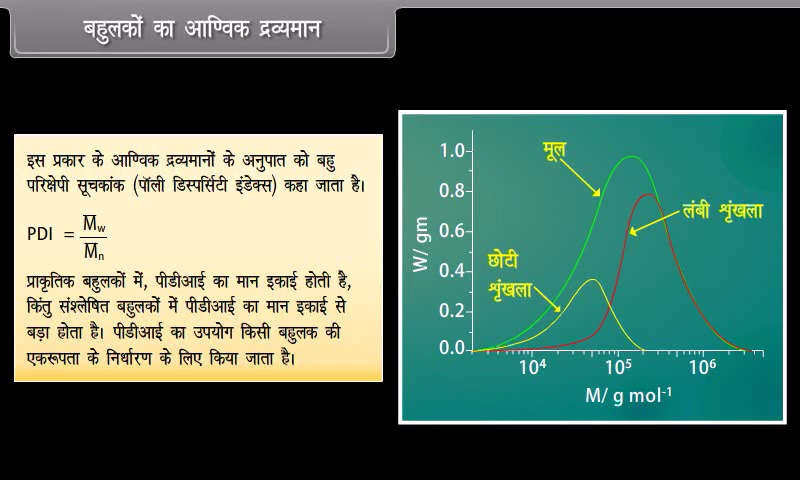 बहुलकों का आण्विक द्रव्यमान
इस प्रकार के आण्विक द्रव्यमानों के अनुपात को बहु
परिक्षेपी सूचकांक (पॉली डिस्पर्सिटी इंडेक्स) कहा जाता है।
PDI = M̅w / M̅n
प्राकृतिक बहुलकों में, पीडीआई का मान इकाई होती है,
किंतु संश्लेषित बहुलकों में पीडीआई का मान इकाई से
बड़ा होता है। पीडीआई का उपयोग किसी बहुलक की
एकरूपता के निर्धारण के लिए किया जाता है।
W/ gm
1.0
0.8
0.6
0.4
0.2
0.0
मूल
लंबी शृंखला
छोटी
शृंखला
10⁴ 10⁵ 10⁶
M/ g mol⁻¹